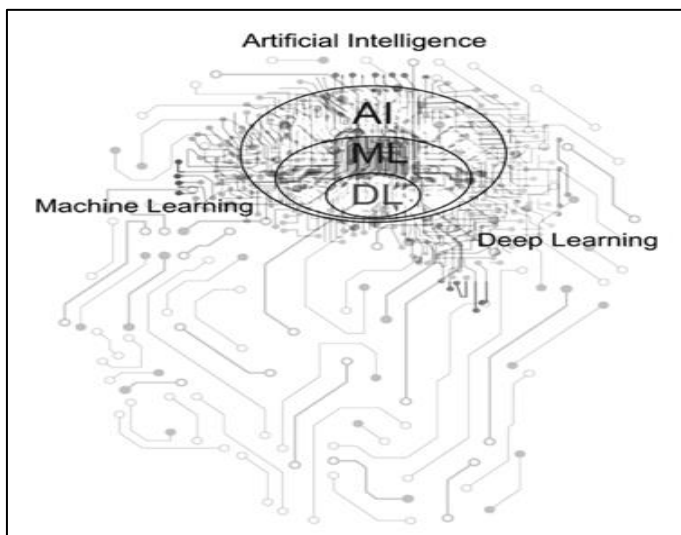 Artificial Intelligence
AI
ML
DL
Machine Learning
Deep Learning